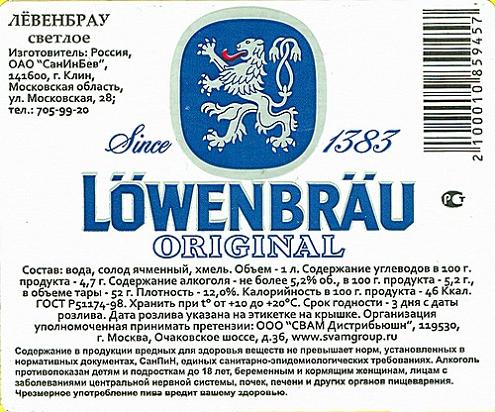 ЛЁВЕНБРАУ
светлое
Изготовитель: Россия,
ОАО "СанИнБев",
141600, г. Клин,
Московская область,
ул. Московская, 28;
тел.: 705-99-20
Since 1383
LÖWENBRÄU
ORIGINAL
2100010859457
РСТ
Состав: вода, солод ячменный, хмель. Объем - 1 л. Содержание углеводов в 100 г.
продукта - 4,7 г. Содержание алкоголя - не более 5,2% об., в 100 г. продукта - 5,2 г.,
в объеме тары - 52 г. Плотность - 12,0%. Калорийность в 100 г. продукта - 46 Ккал.
ГОСТ Р51174-98. Хранить при t° от +10 до +20°С. Срок годности - 3 дня с даты
розлива. Дата розлива указана на этикетке на крышке. Организация
уполномоченная принимать претензии: ООО "СВАМ Дистрибьюшн", 119530,
г. Москва, Очаковское шоссе, д.36, www.svamgroup.ru
Содержание в продукции вредных для здоровья веществ не превышает норм, установленных в
нормативных документах, СанПиН, единых санитарно-эпидемиологических требованиях. Алкоголь
противопоказан детям и подросткам до 18 лет, беременным и кормящим женщинам, лицам с
заболеваниями центральной нервной системы, почек, печени и других органов пищеварения.
Чрезмерное употребление пива вредит вашему здоровью.